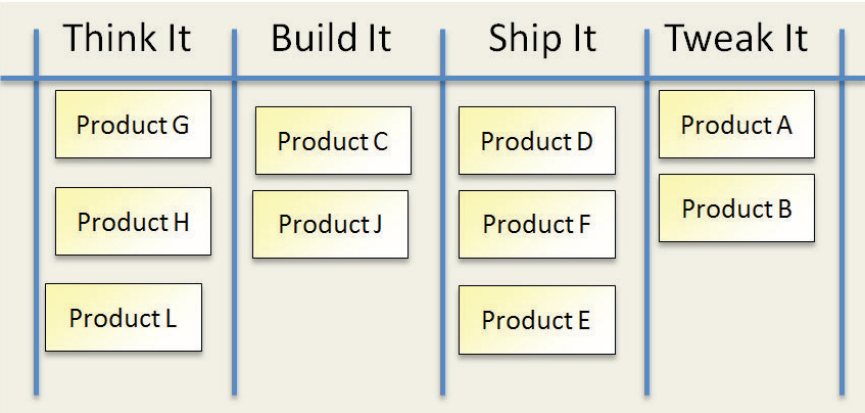 Think It
Build It
Ship It
Tweak It
Product G
Product H
Product L
Product C
Product J
Product D
Product F
Product E
Product A
Product B